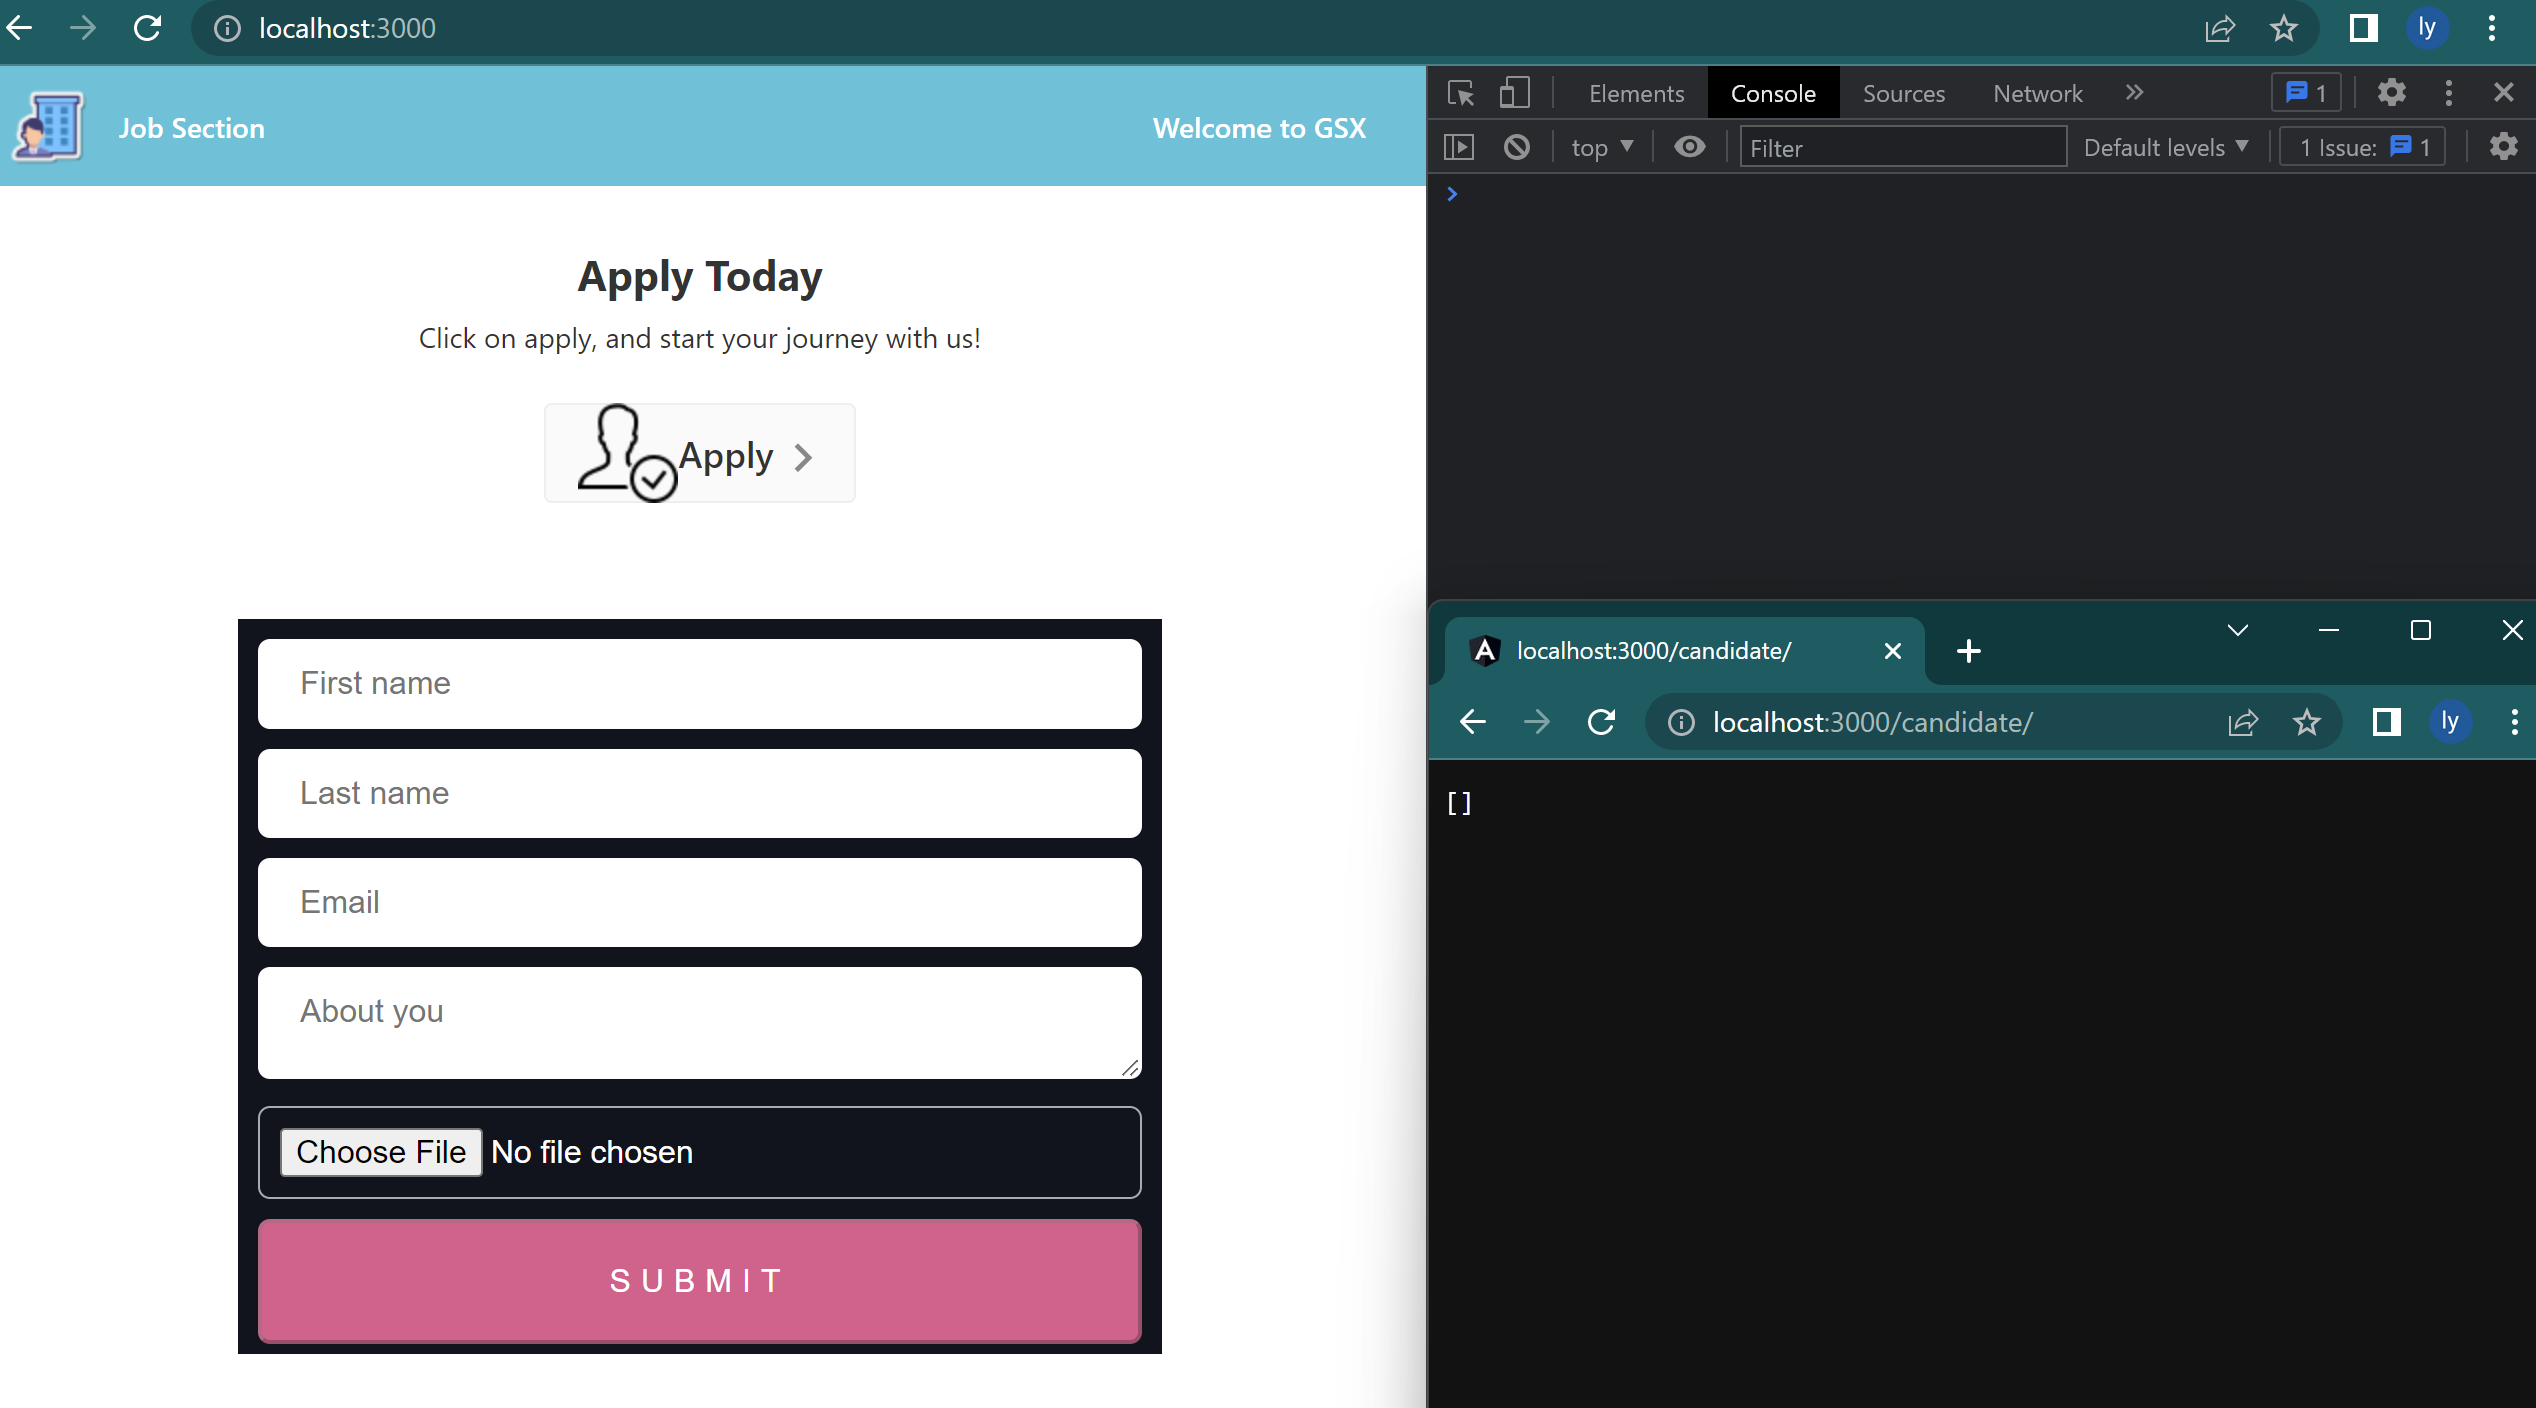 localhost:3000
ly
Job Section
Welcome to GSX
Apply Today
Click on apply, and start your journey with us!
Apply
First name
Last name
Email
About you
Choose File No file chosen
SUBMIT
Elements Console Sources Network 1
top Filter Default levels 1 Issue: 1
localhost:3000/candidate/
localhost:3000/candidate/ ly
[]